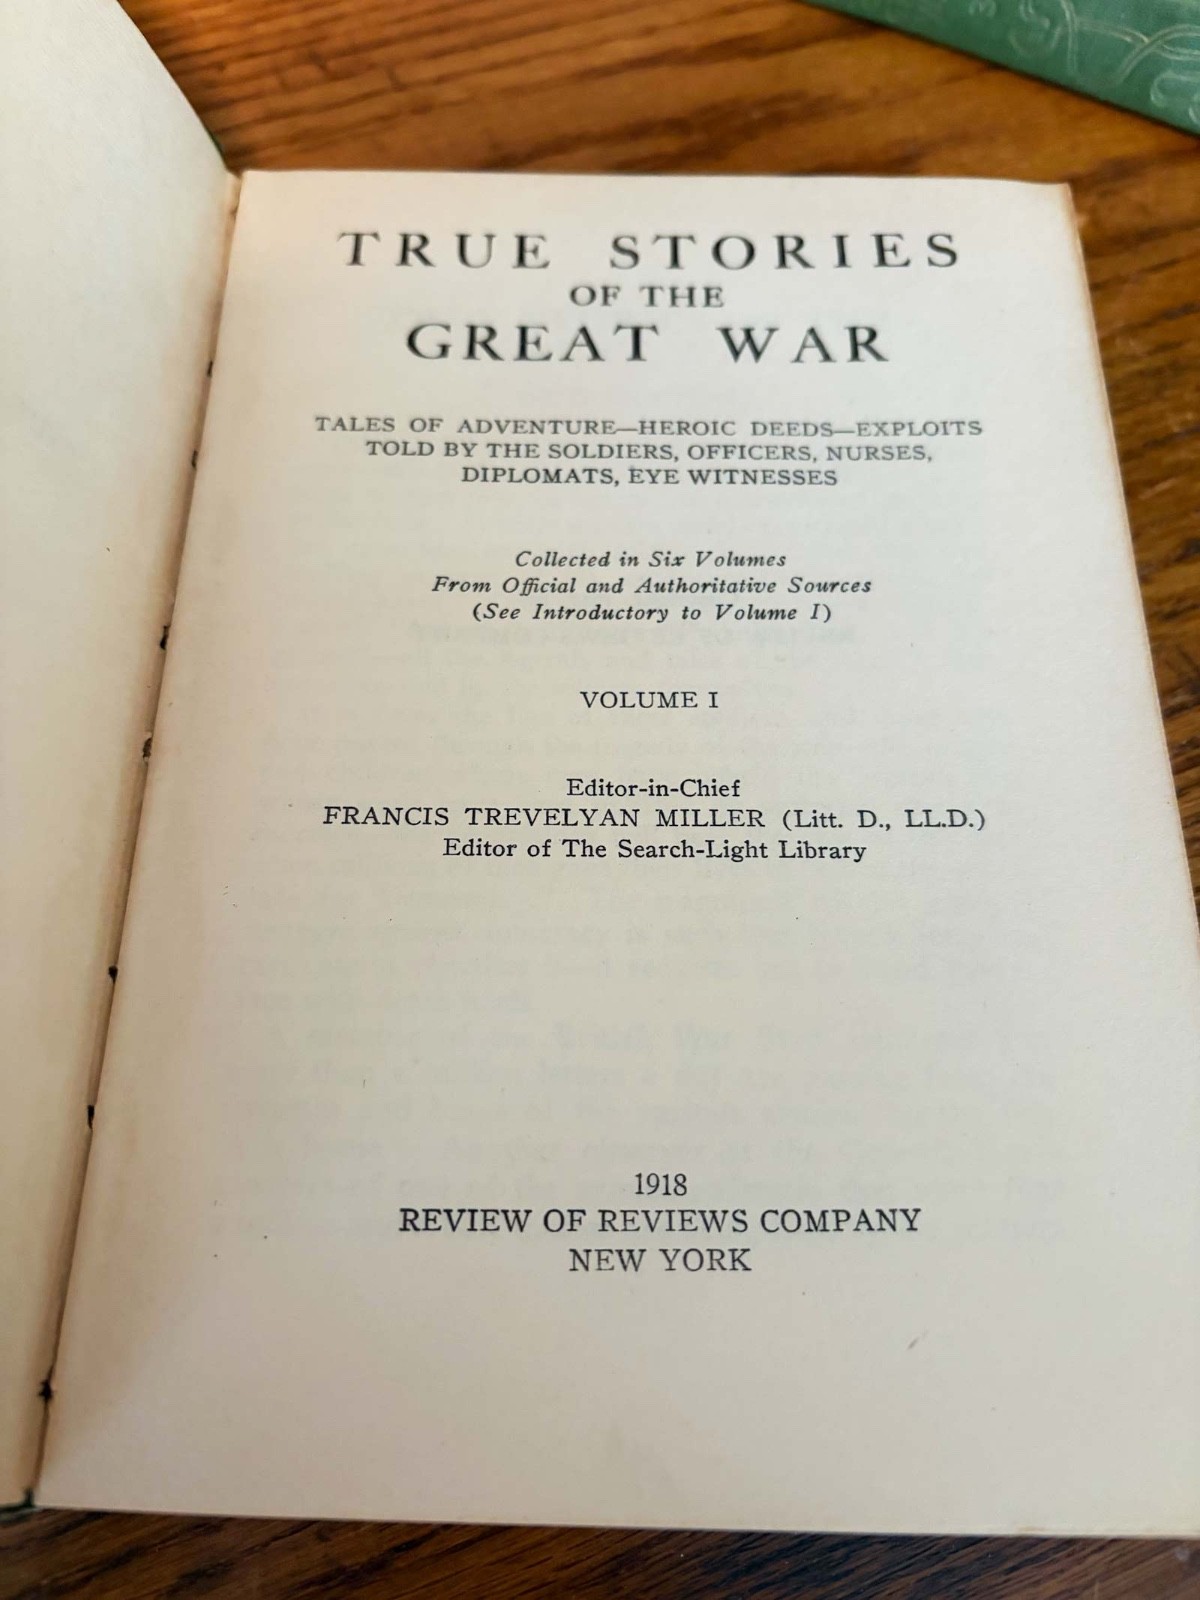 TRUE STORIES
OF THE
GREAT WAR
TALES OF ADVENTURE—HEROIC DEEDS—EXPLOITS
TOLD BY THE SOLDIERS, OFFICERS, NURSES,
DIPLOMATS, EYE WITNESSES
Collected in Six Volumes
From Official and Authoritative Sources
(See Introductory to Volume I)
VOLUME I
Editor-in-Chief
FRANCIS TREVELYAN MILLER (Litt. D., LL.D.)
Editor of The Search-Light Library
1918
REVIEW OF REVIEWS COMPANY
NEW YORK